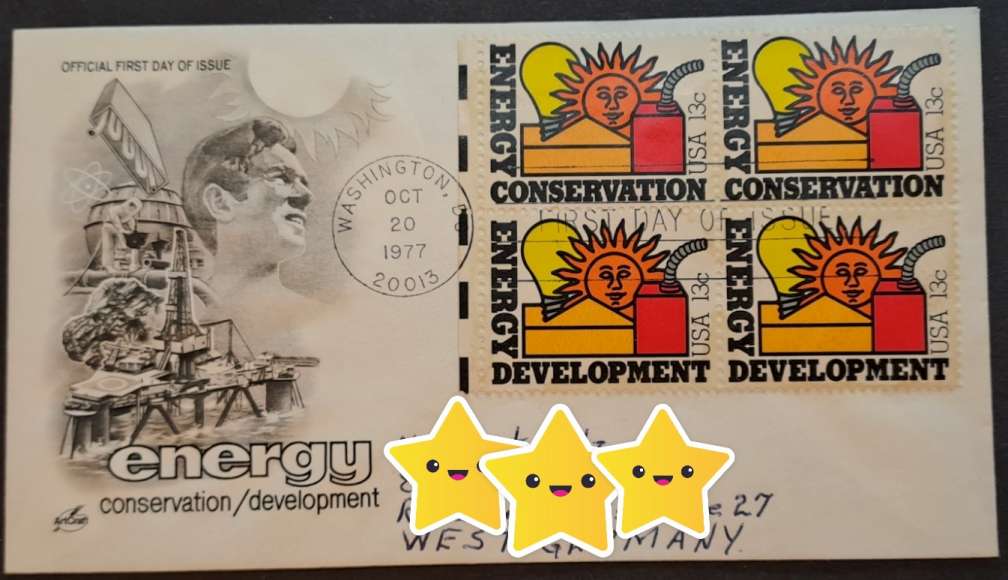 OFFICIAL FIRST DAY OF ISSUE
WASHINGTON, D
OCT
20
1977
20013
FIRST DAY OF ISSUE
ENERGY
CONSERVATION
USA 13c
ENERGY
CONSERVATION
USA 13c
ENERGY
DEVELOPMENT
USA 13c
ENERGY
DEVELOPMENT
USA 13c
energy
conservation/development
ArtCraft
27
WEST GERMANY